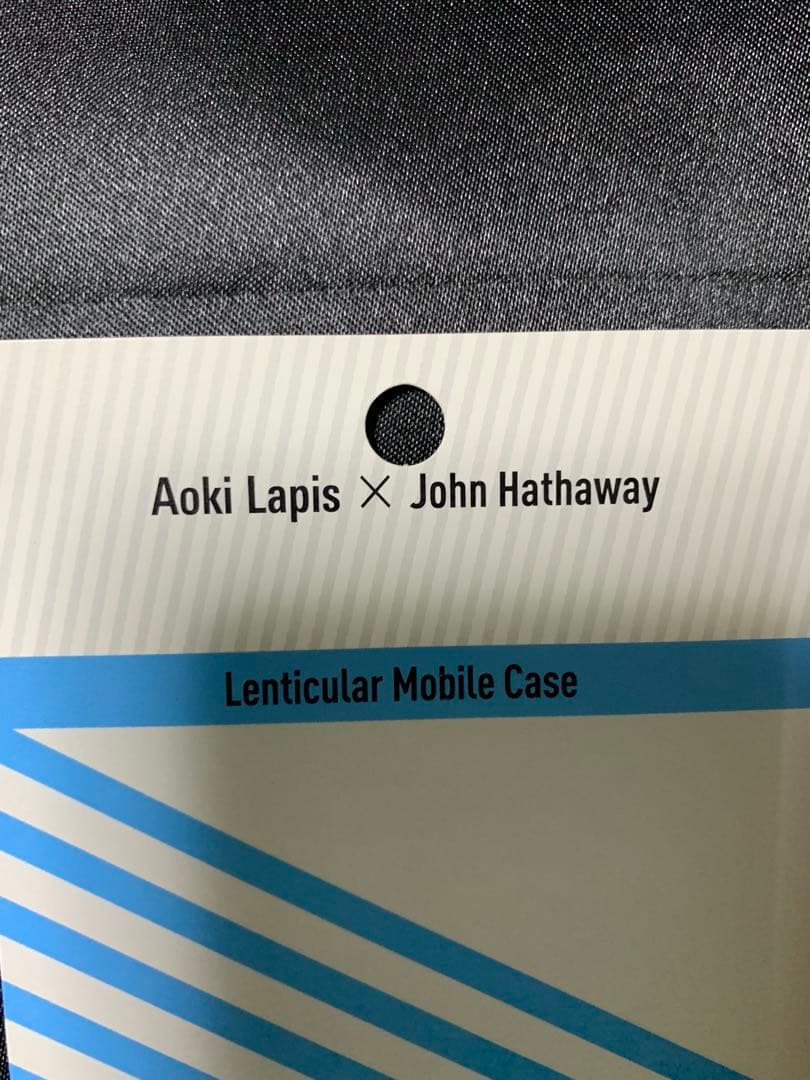 Aoki Lapis × John Hathaway
Lenticular Mobile Case